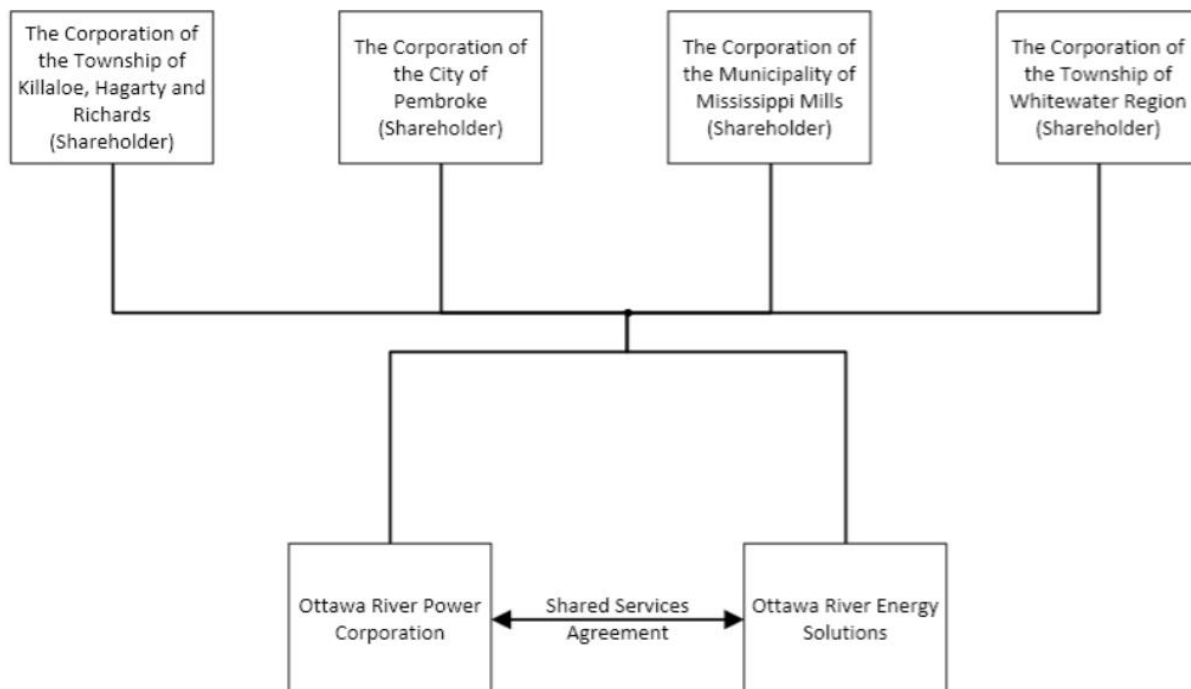 The Corporation of
the Township of
Killaloe, Hagarty and
Richards
(Shareholder)
The Corporation of
the City of
Pembroke
(Shareholder)
The Corporation of
the Municipality of
Mississippi Mills
(Shareholder)
The Corporation of
the Township of
Whitewater Region
(Shareholder)
Ottawa River Power
Corporation
Shared Services
Agreement
Ottawa River Energy
Solutions